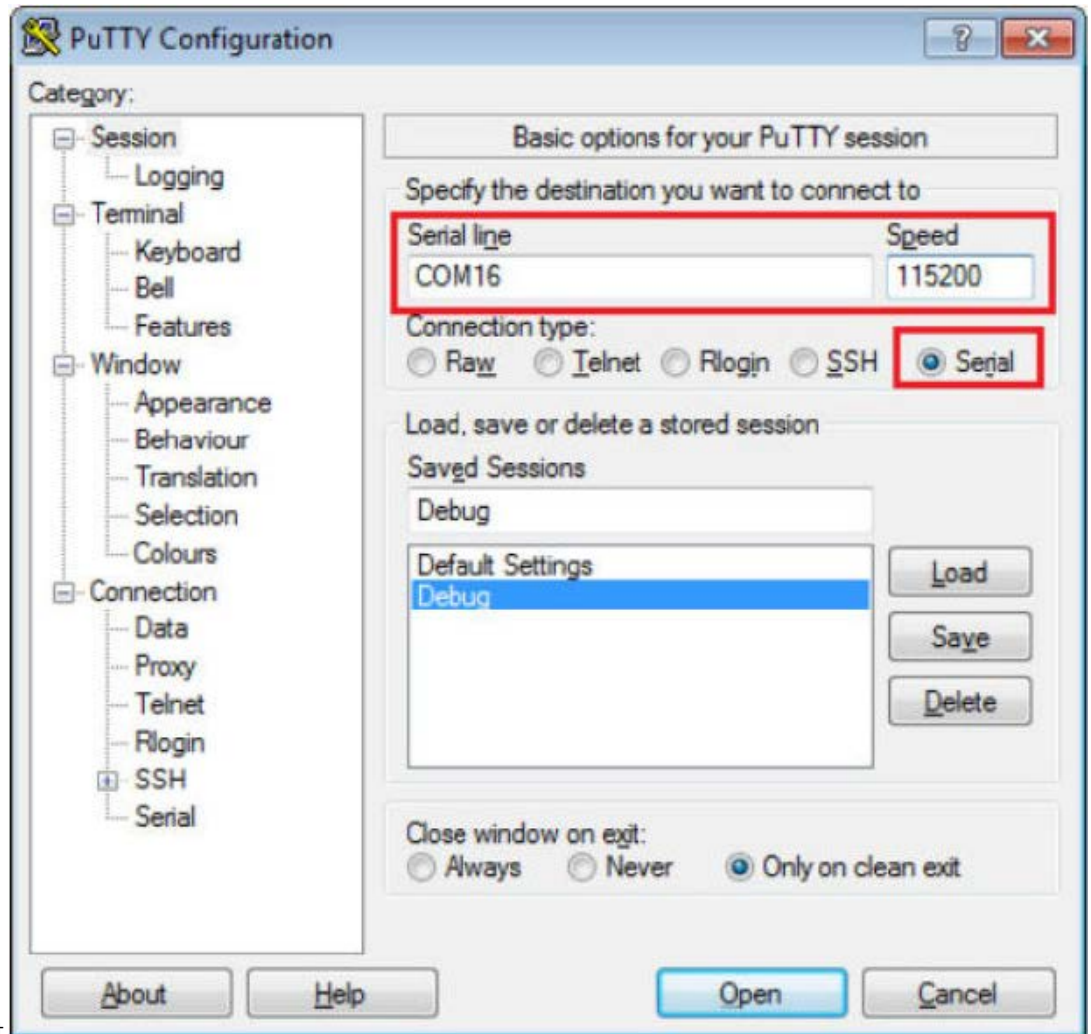 PuTTY Configuration
Category:
Session
Logging
Terminal
Keyboard
Bell
Features
Window
Appearance
Behaviour
Translation
Selection
Colours
Connection
Data
Proxy
Telnet
Rlogin
SSH
Serial
Basic options for your PuTTY session
Specify the destination you want to connect to
Serial line Speed
COM16 115200
Connection type:
Raw Telnet Rlogin SSH Serial
Load, save or delete a stored session
Saved Sessions
Debug
Default Settings
Debug
Load
Save
Delete
Close window on exit:
Always Never Only on clean exit
About Help Open Cancel